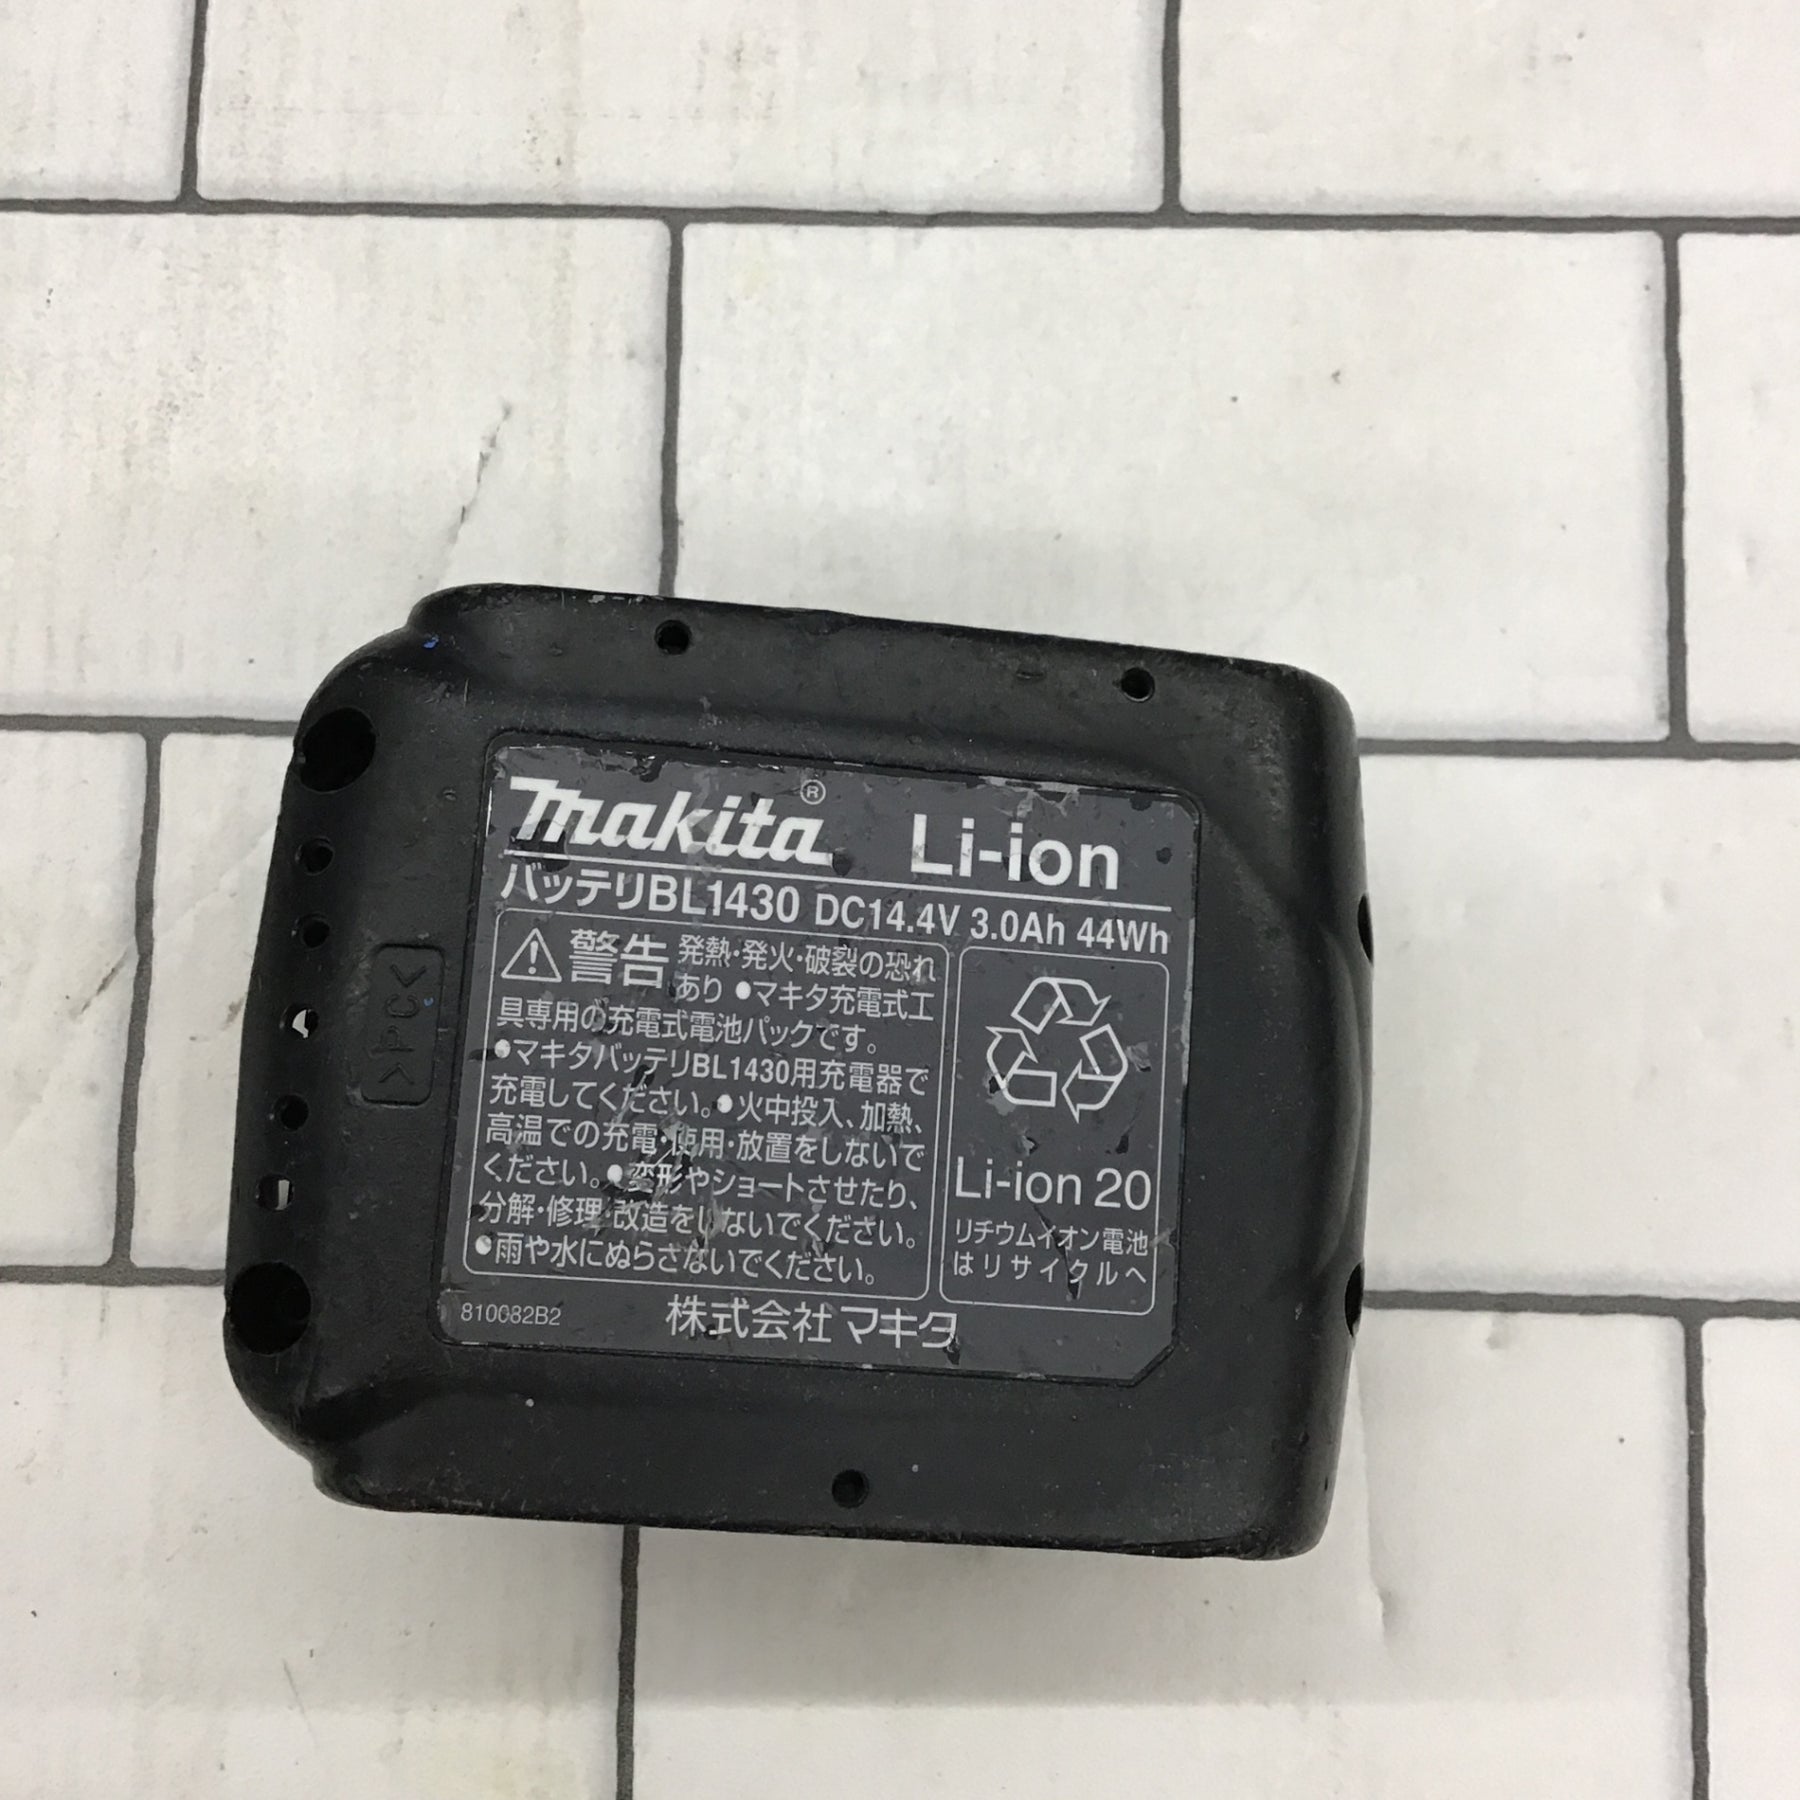 makita® Li-ion
バッテリBL1430 DC14.4V 3.0Ah 44Wh
警告 発熱・発火・破裂の恐れ
あり ●マキタ充電式工
具専用の充電式電池パックです。
●マキタバッテリBL1430用充電器で
充電してください。●火中投入、加熱、
高温での充電・使用・放置をしないで
ください。●変形やショートさせたり、
分解・修理・改造をしないでください。
●雨や水にぬらさないでください。
Li-ion 20
リチウムイオン電池
はリサイクルへ
810082B2 株式会社マキタ
>PC<